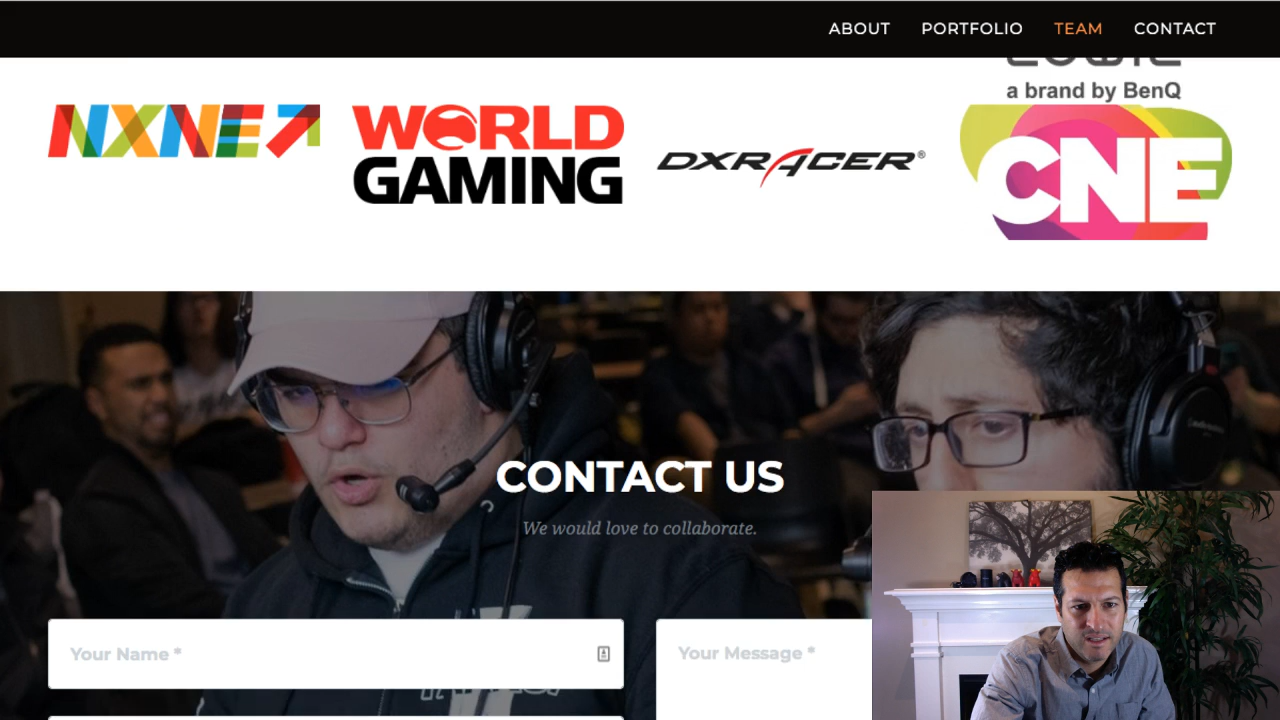 ABOUT PORTFOLIO TEAM CONTACT
a brand by BenQ
NXNE
WORLD
GAMING
DXRACER®
CNE
CONTACT US
We would love to collaborate.
Your Name *
Your Message *